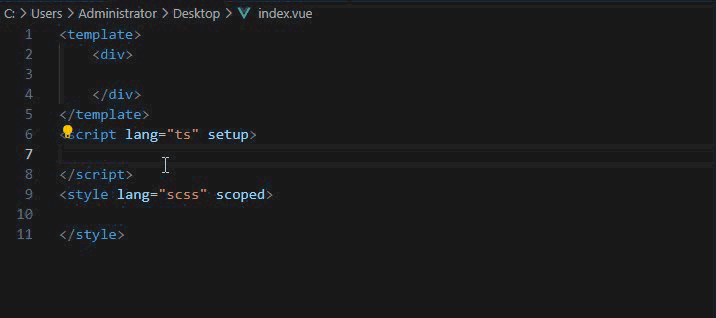 C: > Users > Administrator > Desktop > index.vue
1 <template>
2     <div>
3
4     </div>
5 </template>
6 <script lang="ts" setup>
7
8 </script>
9 <style lang="scss" scoped>
10
11 </style>